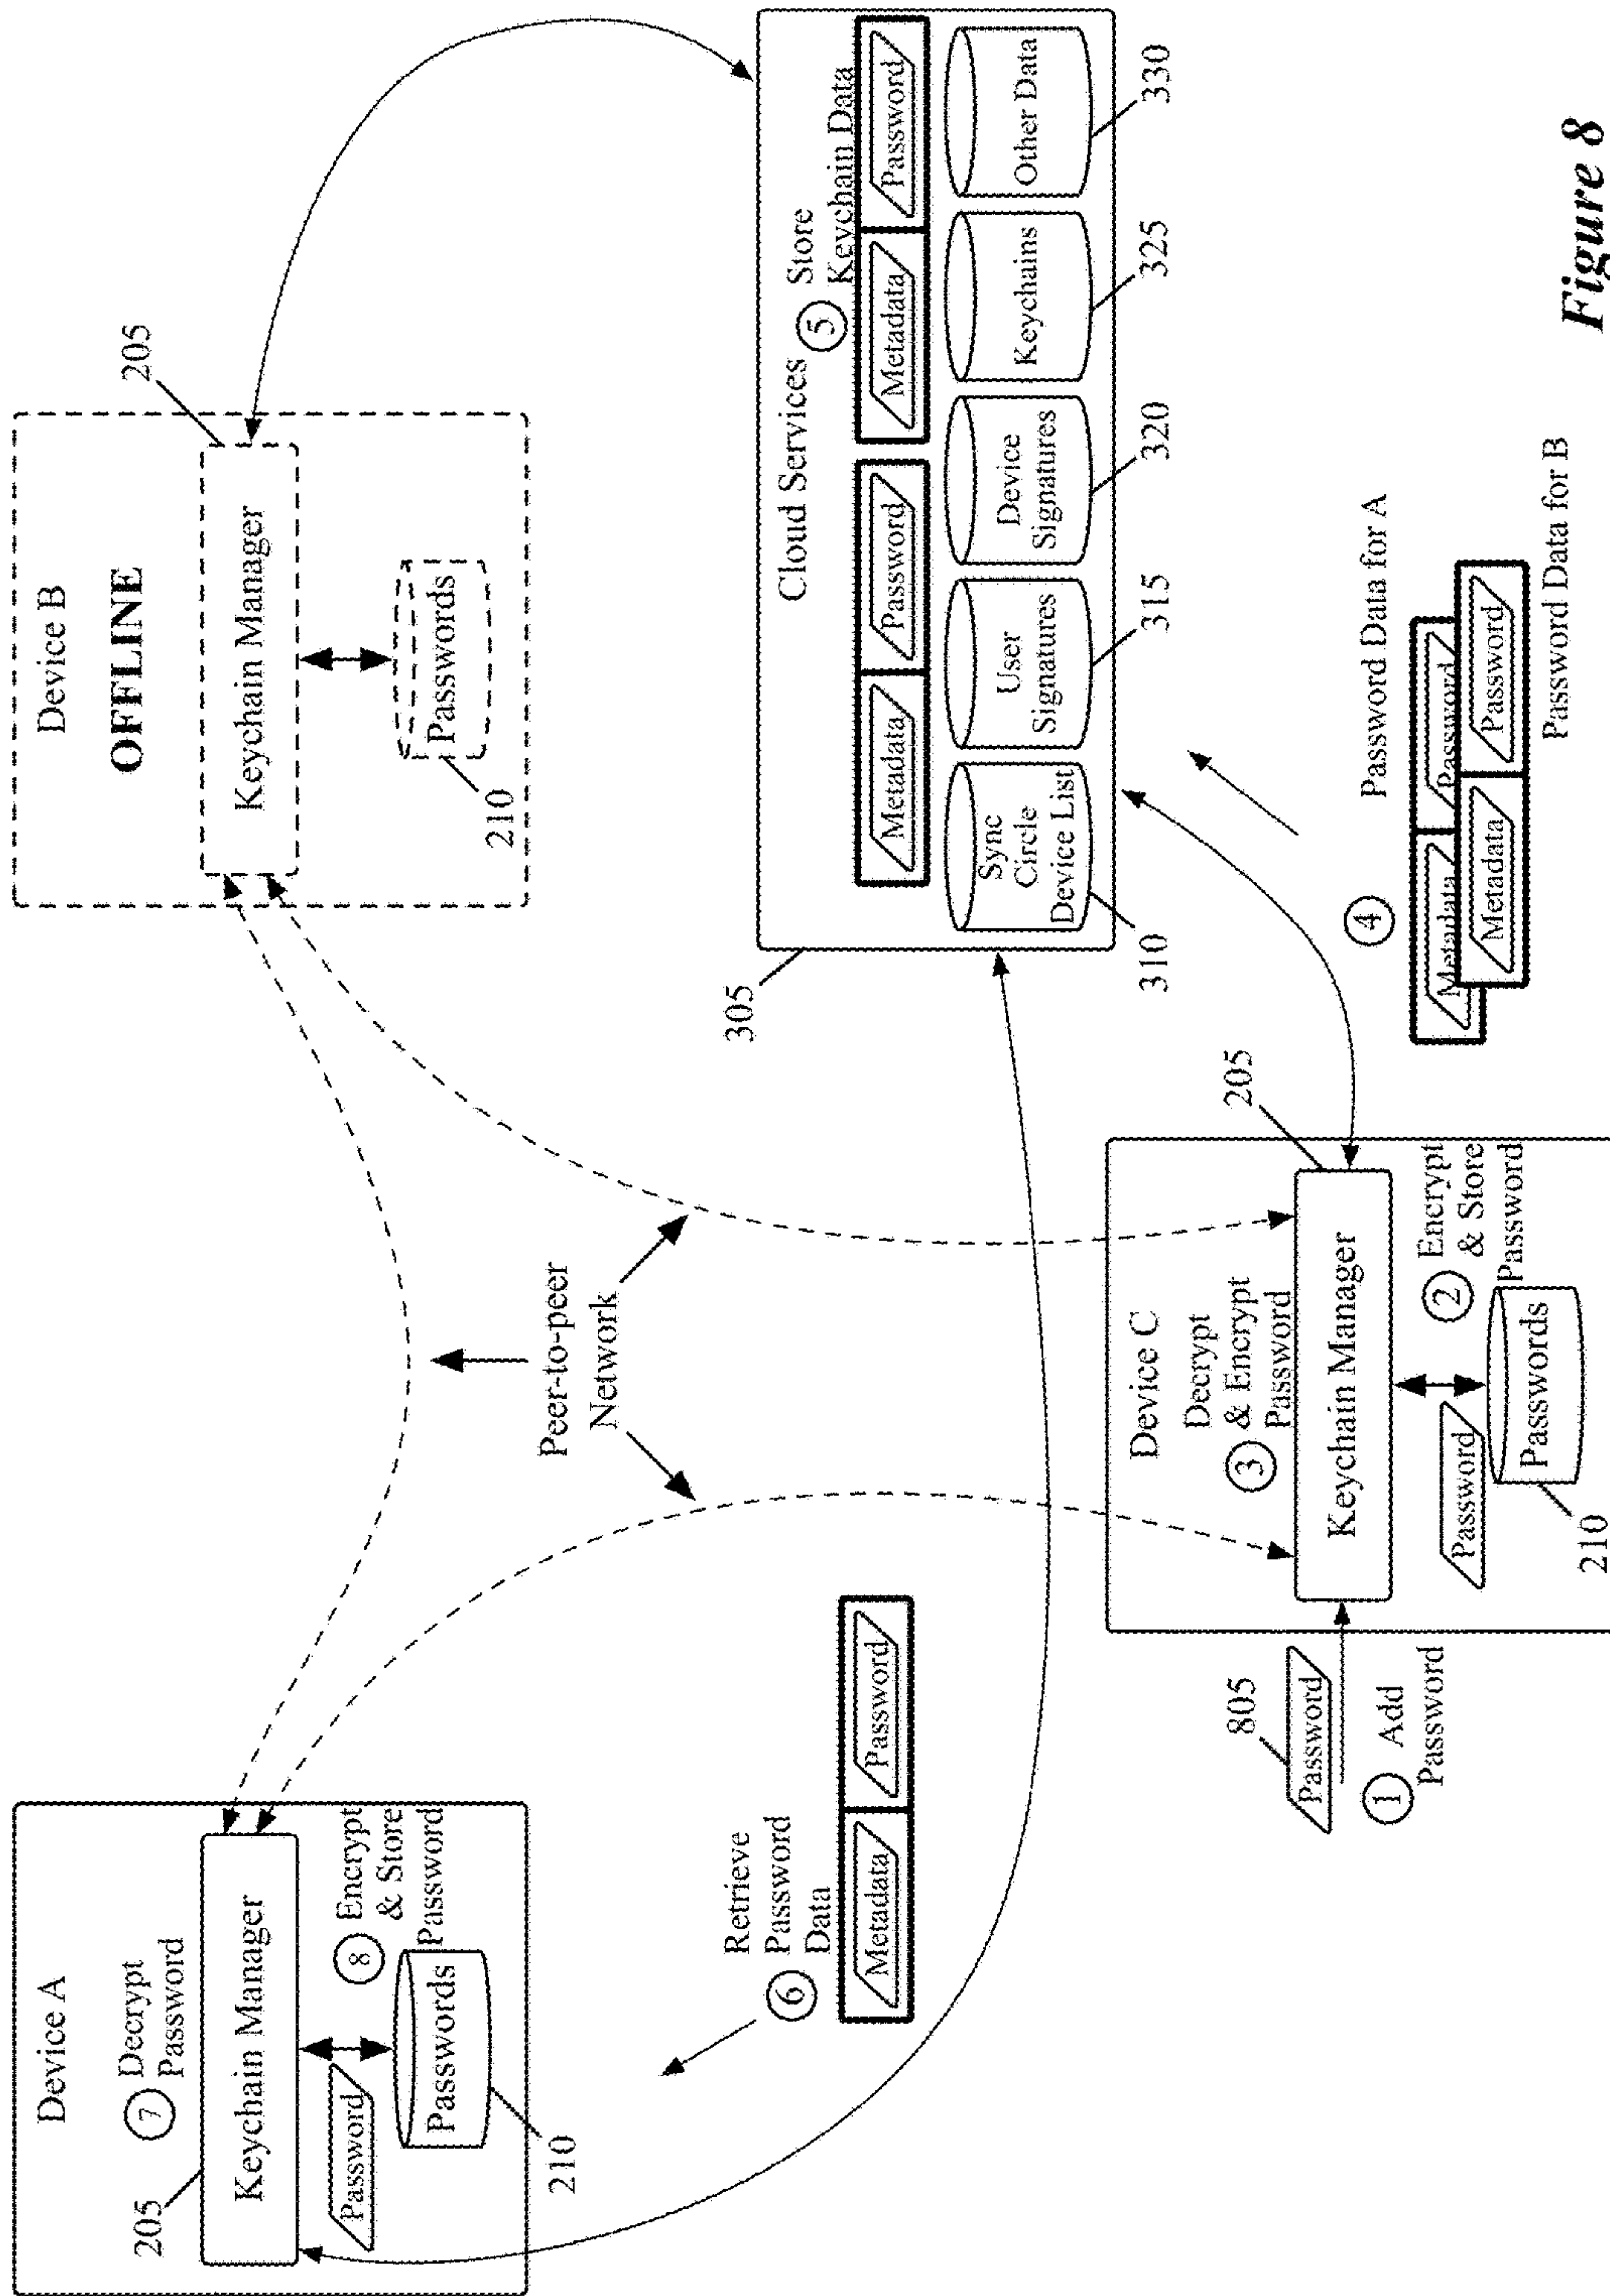 Device A
7 Decrypt
Password
205
Keychain Manager
8 Encrypt
& Store
Password
Password
Passwords
210
Device B
OFFLINE
205
Keychain Manager
Passwords
210
Peer-to-peer
Network
Retrieve
6 Password
Data
Metadata
Password
305
Cloud Services
5 Store
Keychain Data
Metadata
Password
Metadata
Password
Sync
Circle
Device List
User
Signatures
Device
Signatures
Keychains
Other Data
310
315
320
325
330
805
Password
1 Add
Password
Device C
Decrypt
3 & Encrypt
Password
205
Keychain Manager
2 Encrypt
& Store
Password
Password
Passwords
210
4
Password Data for A
Metadata
Password
Metadata
Password
Password Data for B
Figure 8